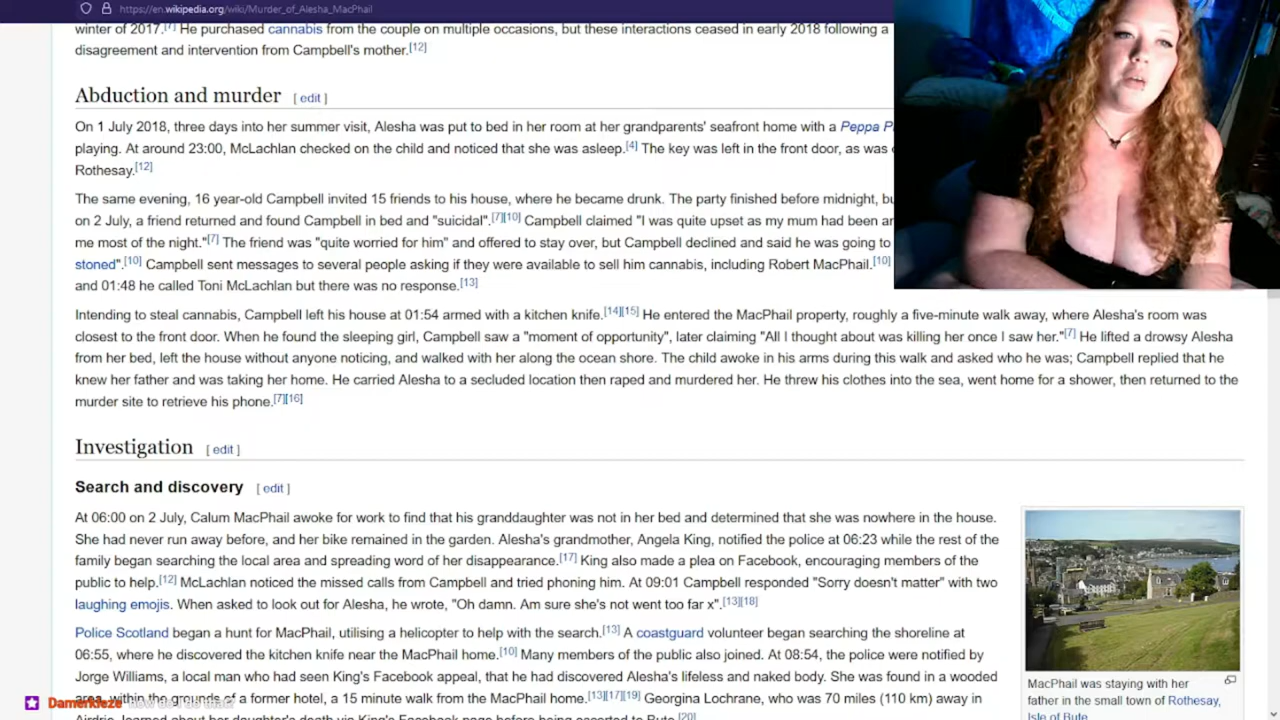 https://en.wikipedia.org/wiki/Murder_of_Alesha_MacPhail
winter of 2017.[7] He purchased cannabis from the couple on multiple occasions, but these interactions ceased in early 2018 following a
disagreement and intervention from Campbell's mother.[12]
Abduction and murder [ edit ]
On 1 July 2018, three days into her summer visit, Alesha was put to bed in her room at her grandparents' seafront home with a Peppa P
playing. At around 23:00, McLachlan checked on the child and noticed that she was asleep.[4] The key was left in the front door, as was
Rothesay.[12]
The same evening, 16 year-old Campbell invited 15 friends to his house, where he became drunk. The party finished before midnight, bu
on 2 July, a friend returned and found Campbell in bed and "suicidal".[7][10] Campbell claimed "I was quite upset as my mum had been ar
me most of the night."[7] The friend was "quite worried for him" and offered to stay over, but Campbell declined and said he was going to
stoned".[10] Campbell sent messages to several people asking if they were available to sell him cannabis, including Robert MacPhail.[10]
and 01:48 he called Toni McLachlan but there was no response.[13]
Intending to steal cannabis, Campbell left his house at 01:54 armed with a kitchen knife.[14][15] He entered the MacPhail property, roughly a five-minute walk away, where Alesha's room was
closest to the front door. When he found the sleeping girl, Campbell saw a "moment of opportunity", later claiming "All I thought about was killing her once I saw her."[7] He lifted a drowsy Alesha
from her bed, left the house without anyone noticing, and walked with her along the ocean shore. The child awoke in his arms during this walk and asked who he was; Campbell replied that he
knew her father and was taking her home. He carried Alesha to a secluded location then raped and murdered her. He threw his clothes into the sea, went home for a shower, then returned to the
murder site to retrieve his phone.[7][16]
Investigation [ edit ]
Search and discovery [ edit ]
At 06:00 on 2 July, Calum MacPhail awoke for work to find that his granddaughter was not in her bed and determined that she was nowhere in the house.
She had never run away before, and her bike remained in the garden. Alesha's grandmother, Angela King, notified the police at 06:23 while the rest of the
family began searching the local area and spreading word of her disappearance.[17] King also made a plea on Facebook, encouraging members of the
public to help.[12] McLachlan noticed the missed calls from Campbell and tried phoning him. At 09:01 Campbell responded "Sorry doesn't matter" with two
laughing emojis. When asked to look out for Alesha, he wrote, "Oh damn. Am sure she's not went too far x".[13][18]
Police Scotland began a hunt for MacPhail, utilising a helicopter to help with the search.[13] A coastguard volunteer began searching the shoreline at
06:55, where he discovered the kitchen knife near the MacPhail home.[10] Many members of the public also joined. At 08:54, the police were notified by
Jorge Williams, a local man who had seen King's Facebook appeal, that he had discovered Alesha's lifeless and naked body. She was found in a wooded
area, within the grounds of a former hotel, a 15 minute walk from the MacPhail home.[13][17][19] Georgina Lochrane, who was 70 miles (110 km) away in
Airdrie, learned about her daughter's death via King's Facebook page before being escorted to Bute.[20]
MacPhail was staying with her
father in the small town of Rothesay,
Isle of Bute